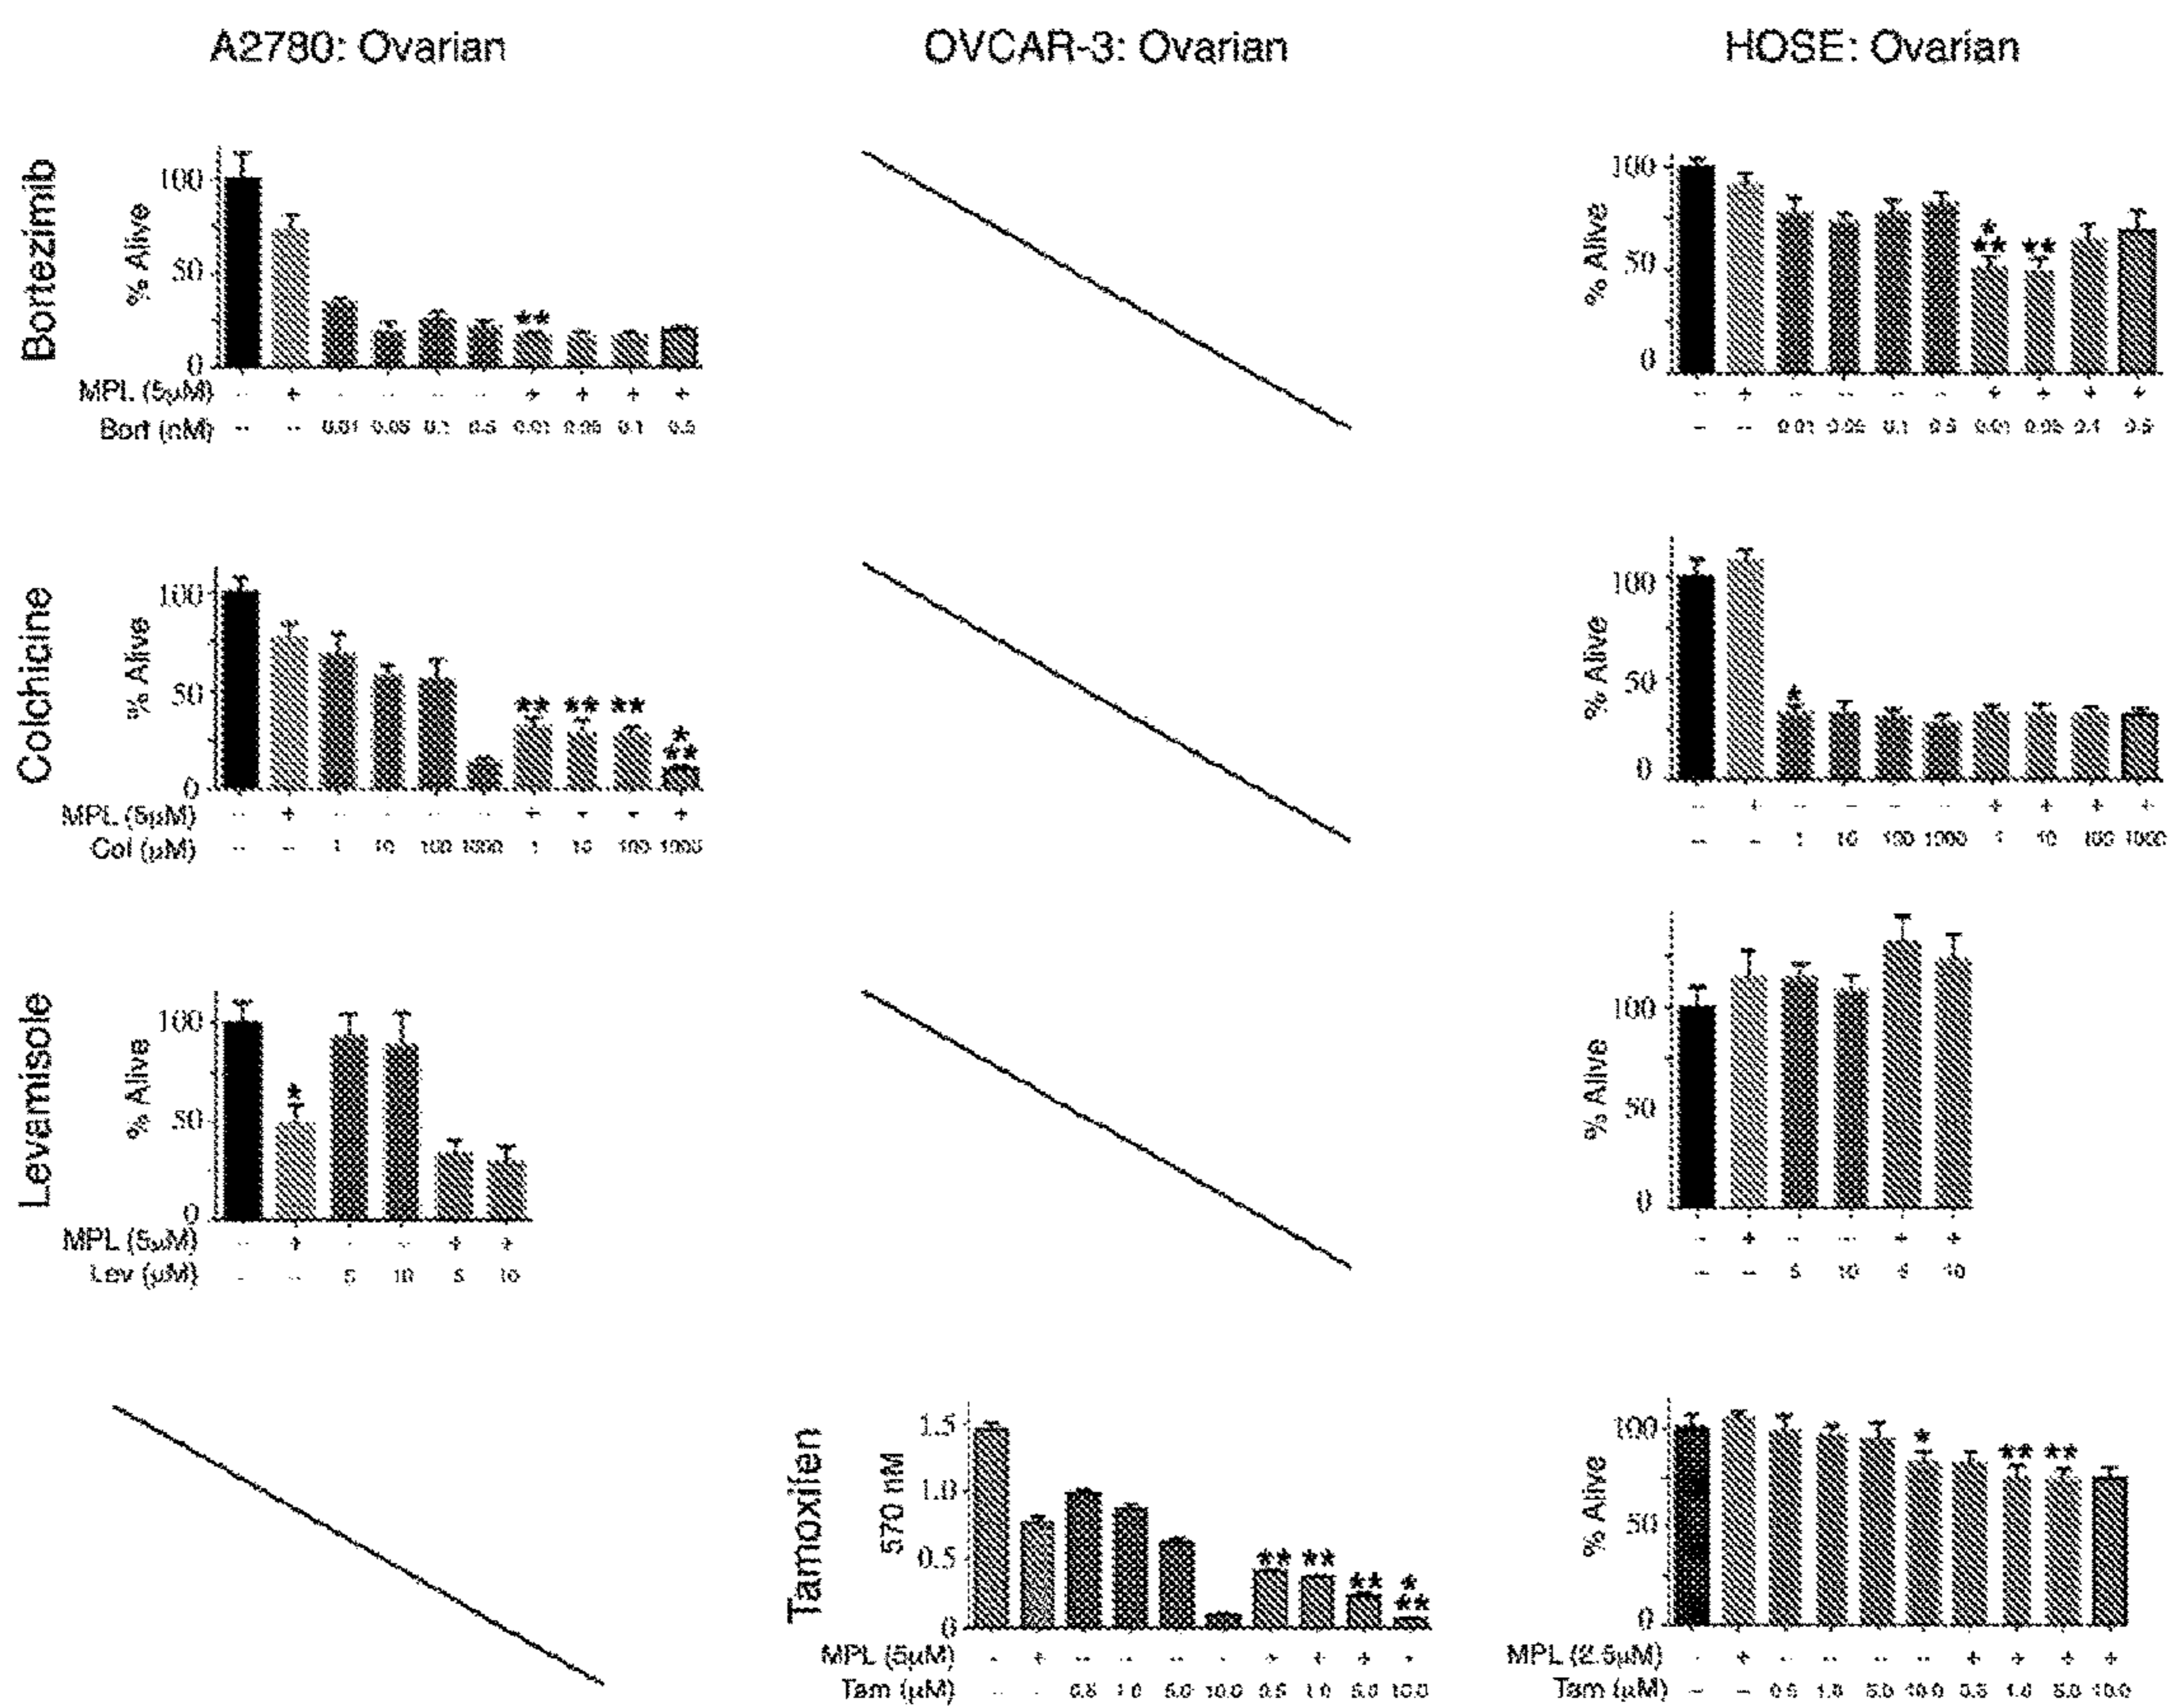 A2780: Ovarian OVCAR-3: Ovarian HOSE: Ovarian
Bortezimib
% Alive
100
50
0
** 
MPL (5μM) -- + -- -- -- -- + + + +
Bort (nM) -- -- 0.01 0.05 0.1 0.5 0.01 0.05 0.1 0.5
% Alive
100
50
0
*
** **
-- + -- -- -- -- + + + +
-- -- 0.01 0.05 0.1 0.5 0.01 0.05 0.1 0.5
Colchicine
% Alive
100
50
0
** ** **
*
**
MPL (5μM)
Col (μM) -- -- 1 10 100 1000 1 10 100 1000
% Alive
100
50
0
*
-- + -- -- -- -- + + + +
-- -- 1 10 100 1000 1 10 100 1000
Levamisole
% Alive
100
50
0
*
MPL (5μM) -- + -- -- + +
Lev (μM) -- -- 5 10 5 10
% Alive
100
50
0
-- + -- -- + +
-- -- 5 10 5 10
Tamoxifen
570 nM
1.5
1.0
0.5
0
** ** **
*
**
MPL (5μM)
Tam (μM) -- -- 0.5 1.0 5.0 10.0 0.5 1.0 5.0 10.0
% Alive
100
50
0
* ** **
MPL (2.5μM) -- + -- -- -- -- + + + +
Tam (μM) -- -- 0.5 1.0 5.0 10.0 0.5 1.0 5.0 10.0